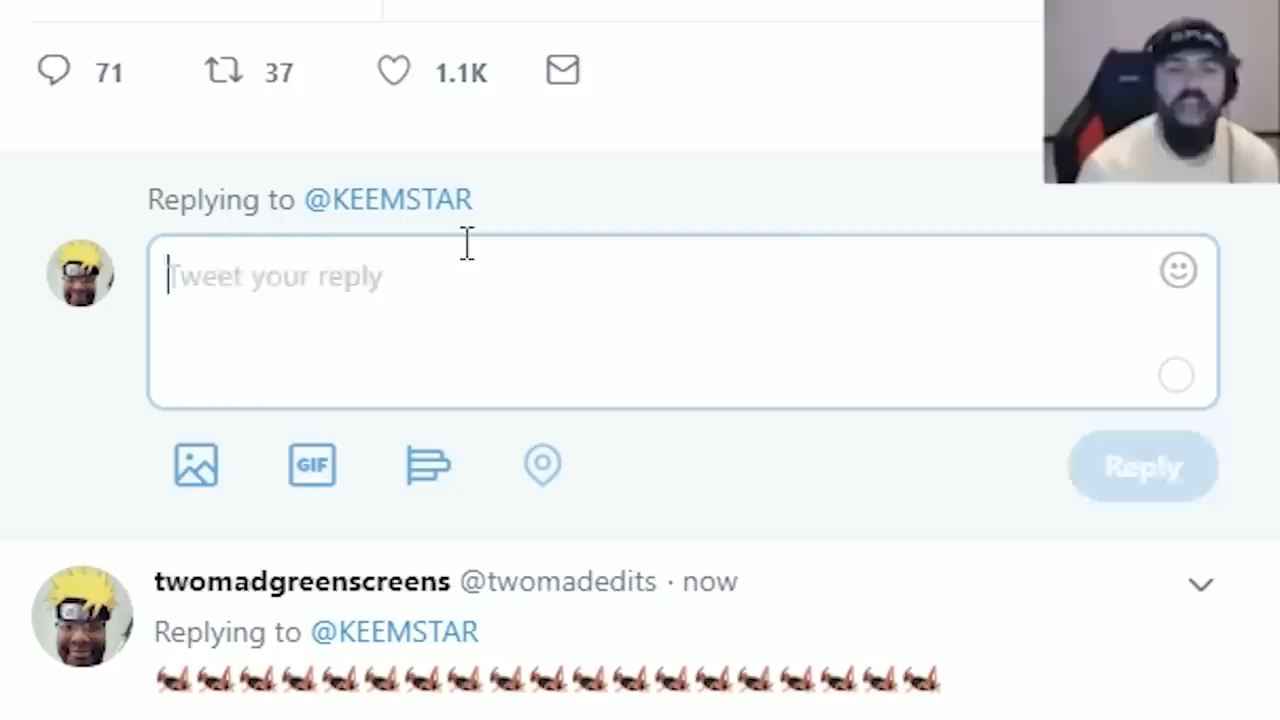 71 37 1.1K
Replying to @KEEMSTAR
Tweet your reply
GIF
Reply
twomadgreenscreens @twomadedits · now
Replying to @KEEMSTAR